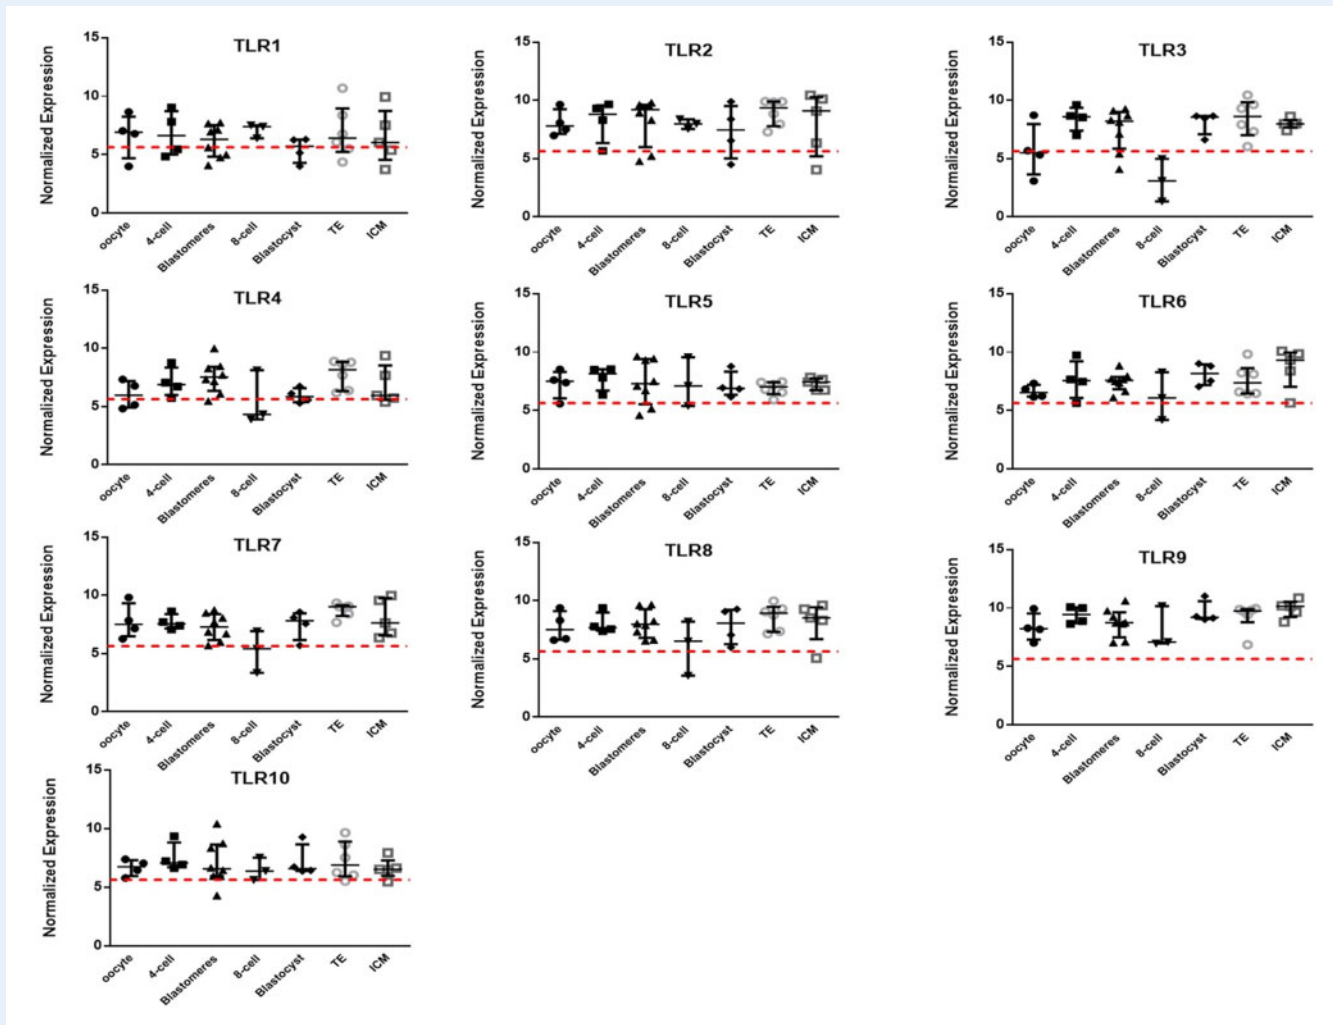 TLR1
Normalized Expression
15
10
5
0
oocyte
4-cell
Blastomeres
8-cell
Blastocyst
TE
ICM
TLR2
Normalized Expression
15
10
5
0
oocyte
4-cell
Blastomeres
8-cell
Blastocyst
TE
ICM
TLR3
Normalized Expression
15
10
5
0
oocyte
4-cell
Blastomeres
8-cell
Blastocyst
TE
ICM
TLR4
Normalized Expression
15
10
5
0
oocyte
4-cell
Blastomeres
8-cell
Blastocyst
TE
ICM
TLR5
Normalized Expression
15
10
5
0
oocyte
4-cell
Blastomeres
8-cell
Blastocyst
TE
ICM
TLR6
Normalized Expression
15
10
5
0
oocyte
4-cell
Blastomeres
8-cell
Blastocyst
TE
ICM
TLR7
Normalized Expression
15
10
5
0
oocyte
4-cell
Blastomeres
8-cell
Blastocyst
TE
ICM
TLR8
Normalized Expression
15
10
5
0
oocyte
4-cell
Blastomeres
8-cell
Blastocyst
TE
ICM
TLR9
Normalized Expression
15
10
5
0
oocyte
4-cell
Blastomeres
8-cell
Blastocyst
TE
ICM
TLR10
Normalized Expression
15
10
5
0
oocyte
4-cell
Blastomeres
8-cell
Blastocyst
TE
ICM